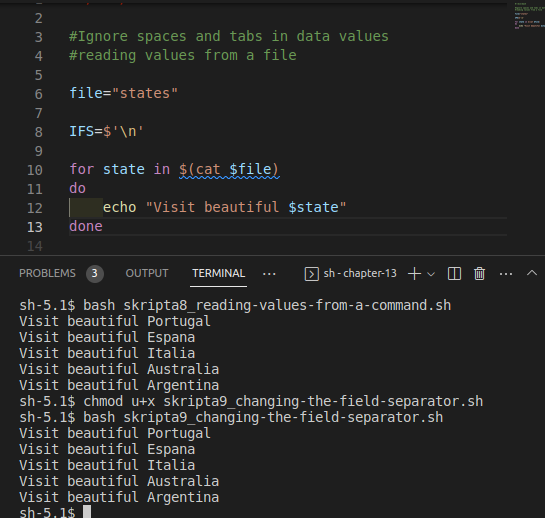 2
3 #Ignore spaces and tabs in data values
4 #reading values from a file
5
6 file="states"
7
8 IFS=$'\n'
9
10 for state in $(cat $file)
11 do
12 echo "Visit beautiful $state"
13 done
14
PROBLEMS 3 OUTPUT TERMINAL ··· sh - chapter-13
sh-5.1$ bash skripta8_reading-values-from-a-command.sh
Visit beautiful Portugal
Visit beautiful Espana
Visit beautiful Italia
Visit beautiful Australia
Visit beautiful Argentina
sh-5.1$ chmod u+x skripta9_changing-the-field-separator.sh
sh-5.1$ bash skripta9_changing-the-field-separator.sh
Visit beautiful Portugal
Visit beautiful Espana
Visit beautiful Italia
Visit beautiful Australia
Visit beautiful Argentina
sh-5.1$